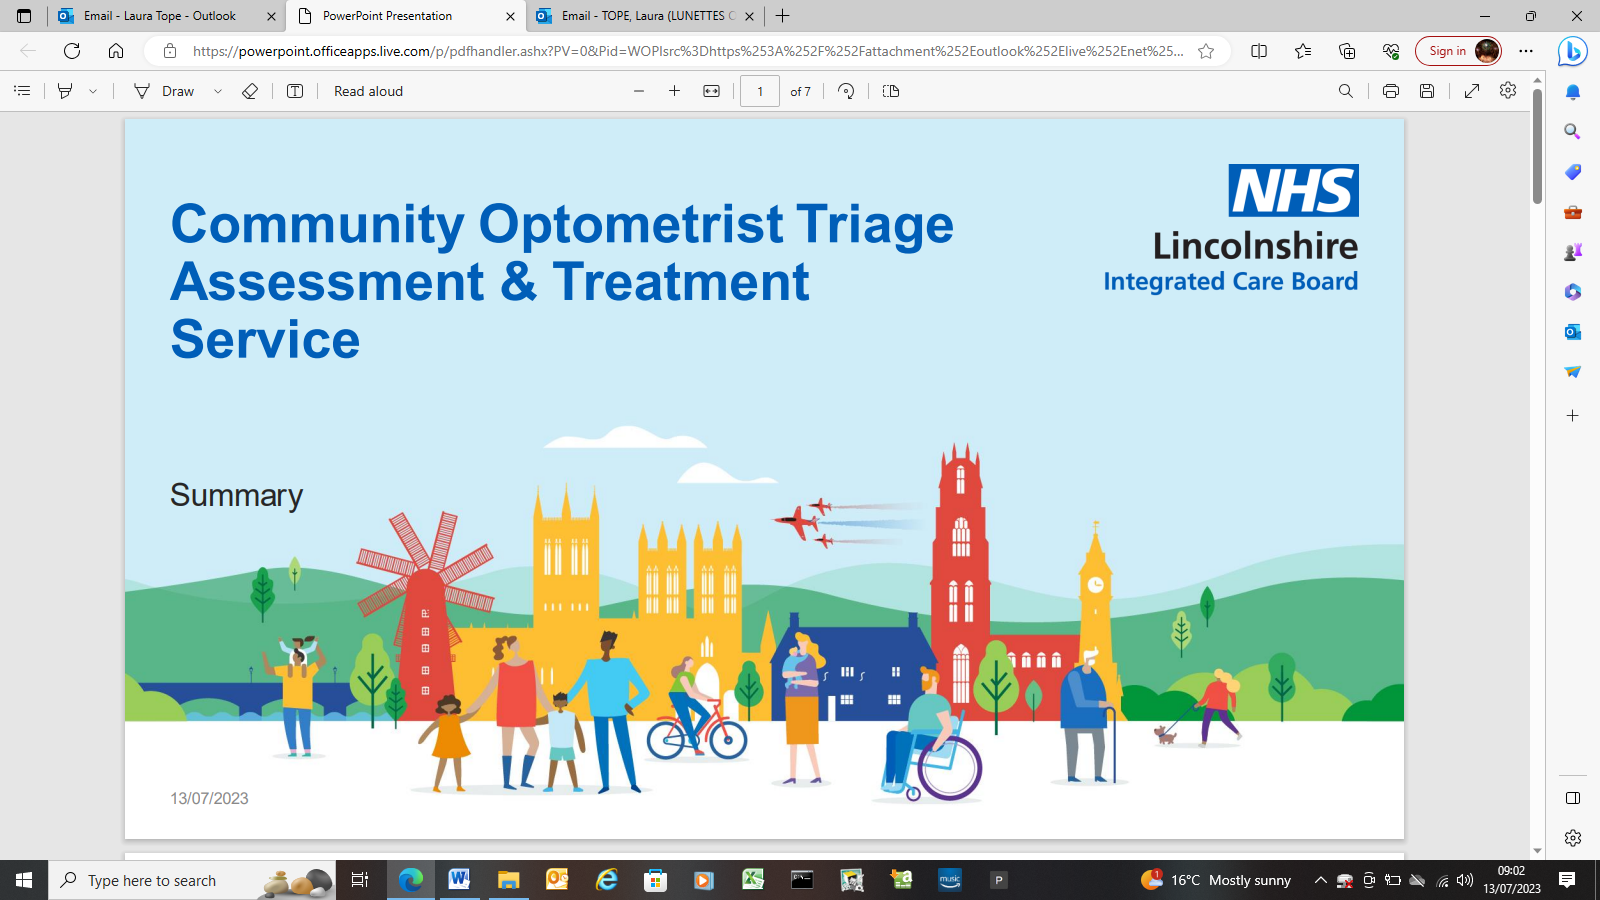 Email - Laura Tope - Outlook
PowerPoint Presentation
Email - TOPE, Laura (LUNETTES O
https://powerpoint.officeapps.live.com/p/pdfhandler.ashx?PV=0&Pid=WOPIsrc%3Dhttps%253A%252F%252Fattachment%252Eoutlook%252Elive%252Enet%25...
Sign in
Draw
Read aloud
1
of 7
NHS
Lincolnshire
Integrated Care Board
Community Optometrist Triage
Assessment & Treatment
Service
Summary
13/07/2023
Type here to search
music
P
1
16°C Mostly sunny
09:02
13/07/2023